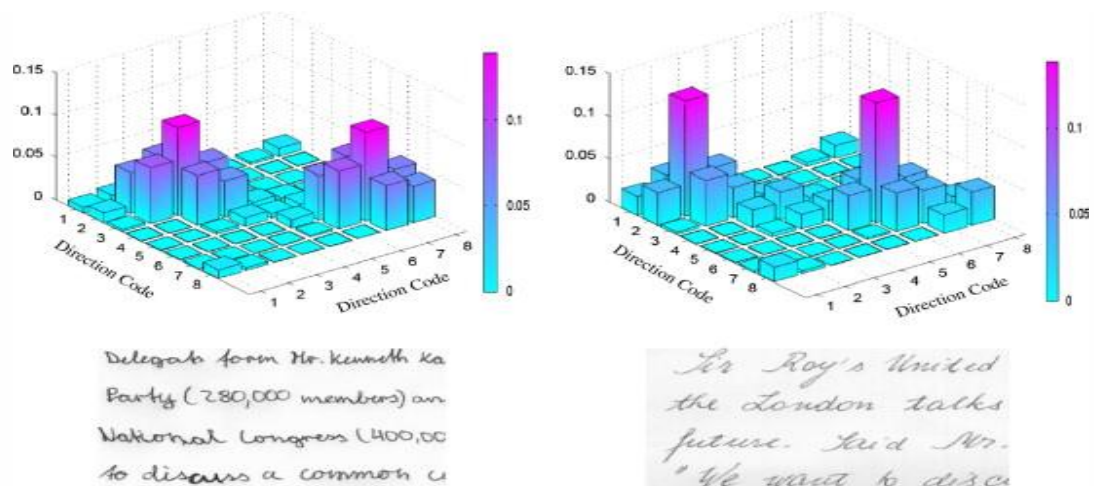 0.15
0.1
0.05
0
1 2 3 4 5 6 7 8
Direction Code
1 2 3 4 5 6 7 8
Direction Code
0.1
0.05
0
0.15
0.1
0.05
0
1 2 3 4 5 6 7 8
Direction Code
1 2 3 4 5 6 7 8
Direction Code
0.1
0.05
0
Delegats form Mr. Kenneth Ka
Party (280,000 members) an
National Congress (400,00
to discuss a common
Sir Roy's United
the London talks
future. Said Mr.
"We want to disc